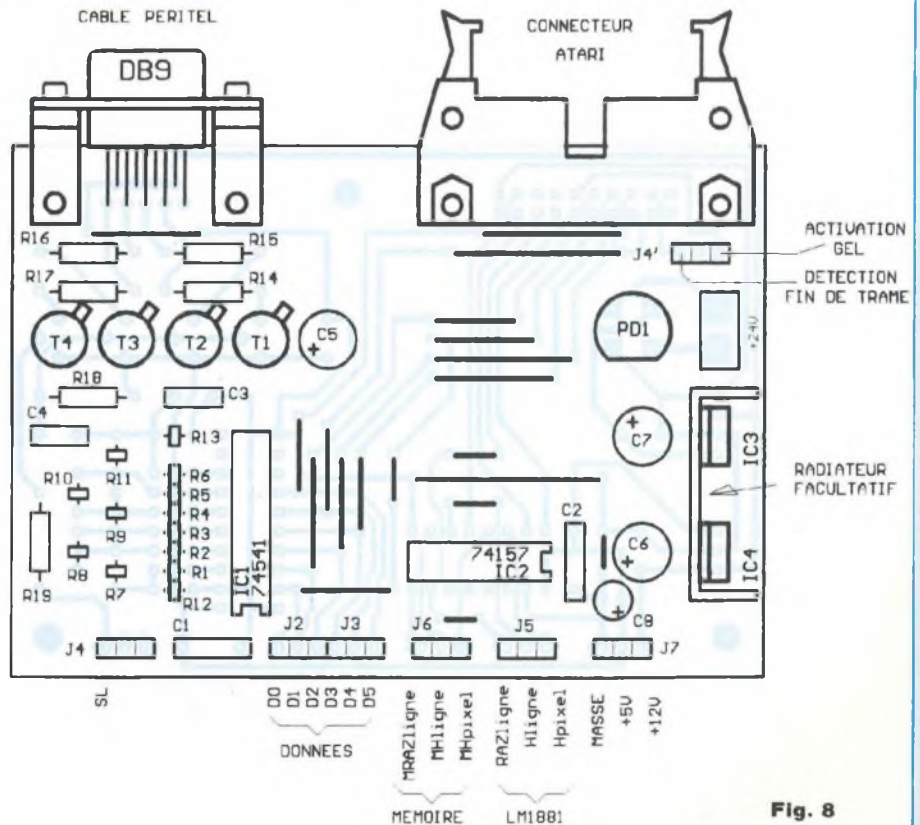 CABLE PERITEL
CONNECTEUR
ATARI
DB9
R16
R15
J4'
ACTIVATION
GEL
R17
R14
DETECTION
FIN DE TRAME
T4
T3
T2
T1
C5
+
PD1
+24V
R18
C3
C4
R13
C7
+
IC3
R10
R11
R6
R5
R4
R9
R3
R2
R8
R1
R19
R7
R12
IC1
74541
RADIATEUR
FACULTATIF
C2
74157
IC2
C6
+
IC4
C8
+
J4
C1
J2
J3
J6
J5
J7
SL
D0
D1
D2
D3
D4
D5
DONNEES
MRAZligne
MHligne
MHpixel
MEMOIRE
RAZligne
Hligne
Hpixel
LM1881
MASSE
+5V
+12V
Fig. 8